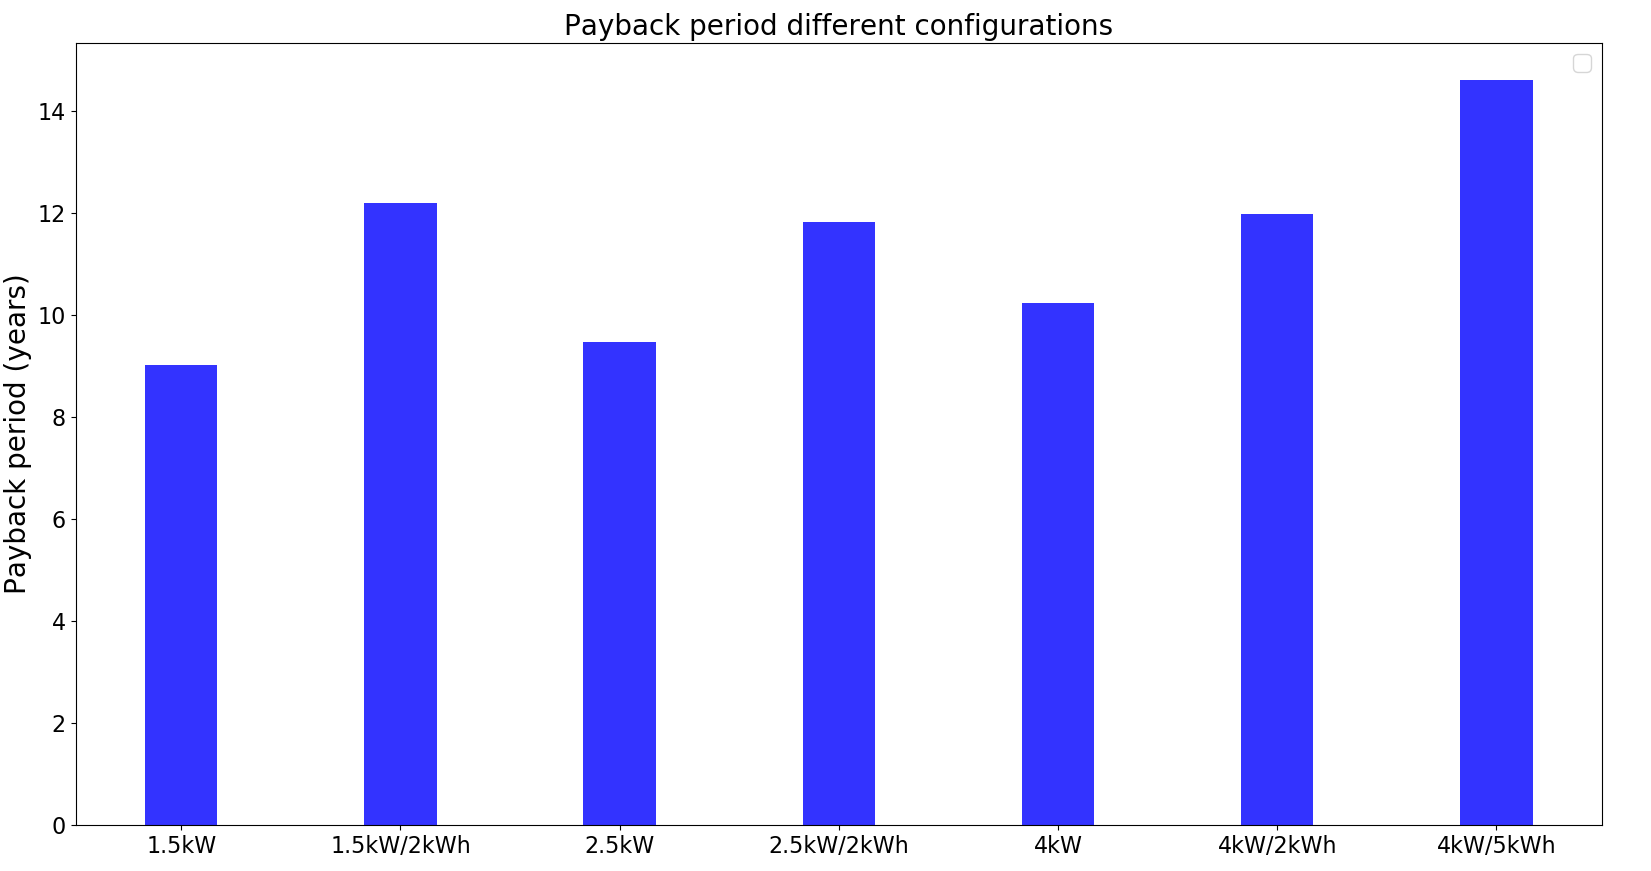 Payback period different configurations
Payback period (years)
14
12
10
8
6
4
2
0
1.5kW 1.5kW/2kWh 2.5kW 2.5kW/2kWh 4kW 4kW/2kWh 4kW/5kWh